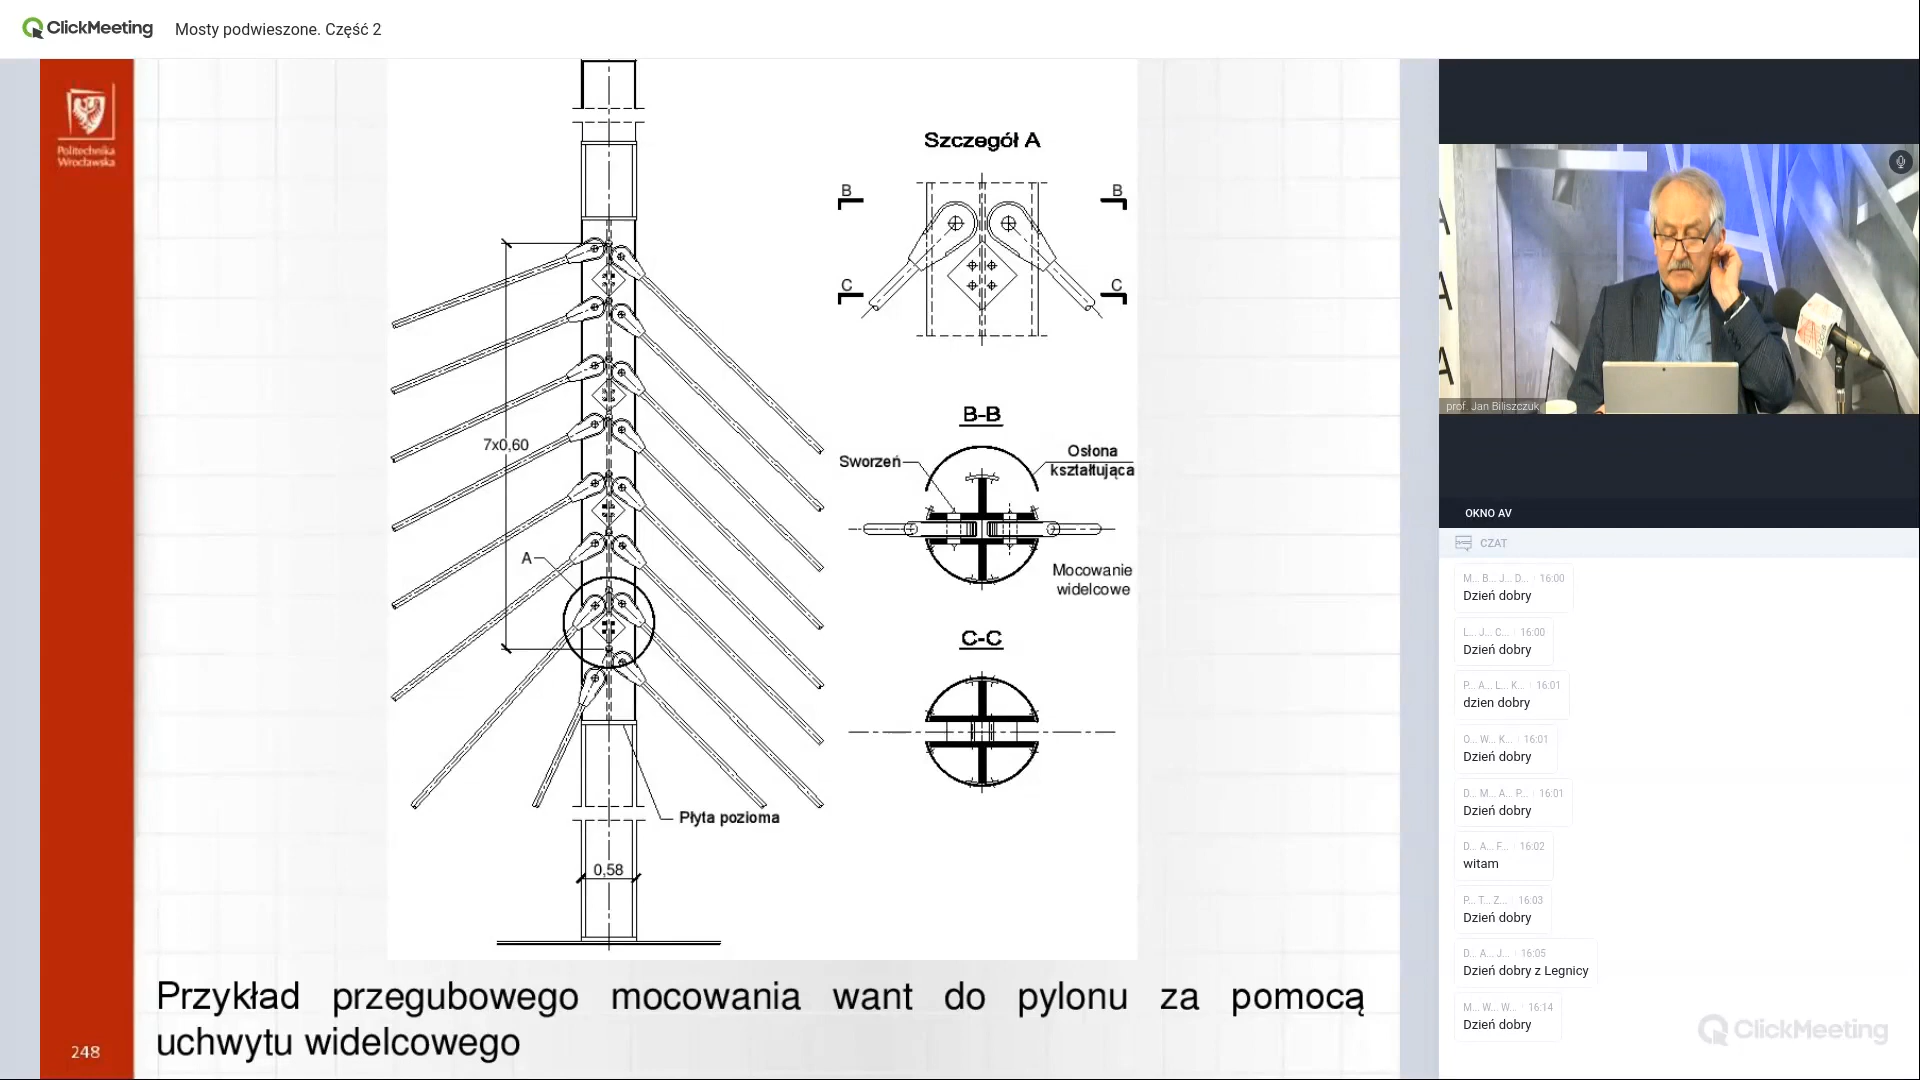 ClickMeeting
Mosty podwieszone. Część 2
Politechnika
Wrocławska
Szczegół A
B
B
C
C
7x0,60
A
B-B
Sworzeń
Osłona
kształtująca
Mocowanie
widelcowe
C-C
Płyta pozioma
0,58
Przykład przegubowego mocowania want do pylonu za pomocą
uchwytu widelcowego
248
prof. Jan Biliszczuk
OKNO AV
CZAT
M... B... J... D... 16:00
Dzień dobry
L... J... C... 16:00
Dzień dobry
P... A... L... K... 16:01
dzien dobry
O... W... K... 16:01
Dzień dobry
D... M... A... P... 16:01
Dzień dobry
D... A... F... 16:02
witam
P... T... Z... 16:03
Dzień dobry
D... A... J... 16:05
Dzień dobry z Legnicy
M... W... W... 16:14
Dzień dobry
ClickMeeting